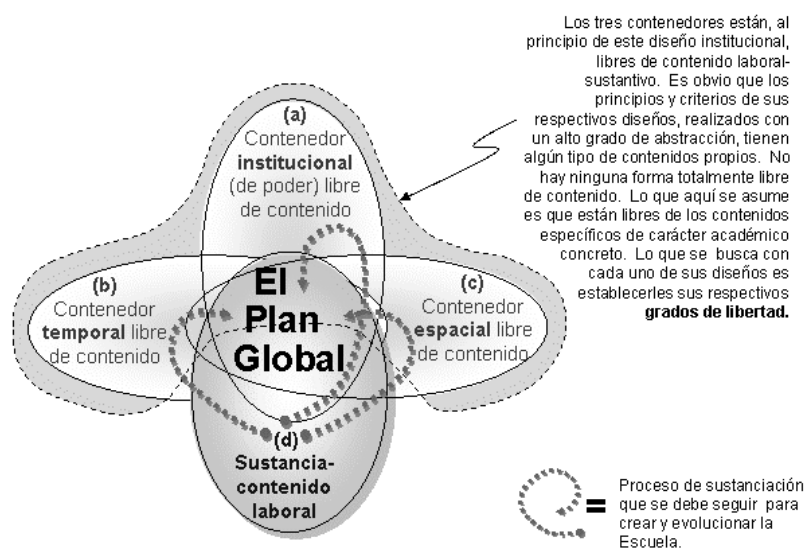 Los tres contenedores están, al
principio de este diseño institucional,
libres de contenido laboral-
sustantivo. Es obvio que los
principios y criterios de sus
respectivos diseños, realizados con
un alto grado de abstracción, tienen
algún tipo de contenidos propios. No
hay ninguna forma totalmente libre
de contenido. Lo que aquí se asume
es que están libres de los contenidos
específicos de carácter académico
concreto. Lo que se busca con
cada uno de sus diseños es
establecerles sus respectivos
grados de libertad.
(a)
Contenedor
institucional
(de poder) libre
de contenido
(b)
Contenedor
temporal libre
de contenido
El
Plan
Global
(c)
Contenedor
espacial libre
de contenido
(d)
Sustancia-
contenido
laboral
=
Proceso de sustanciación
que se debe seguir para
crear y evolucionar la
Escuela.